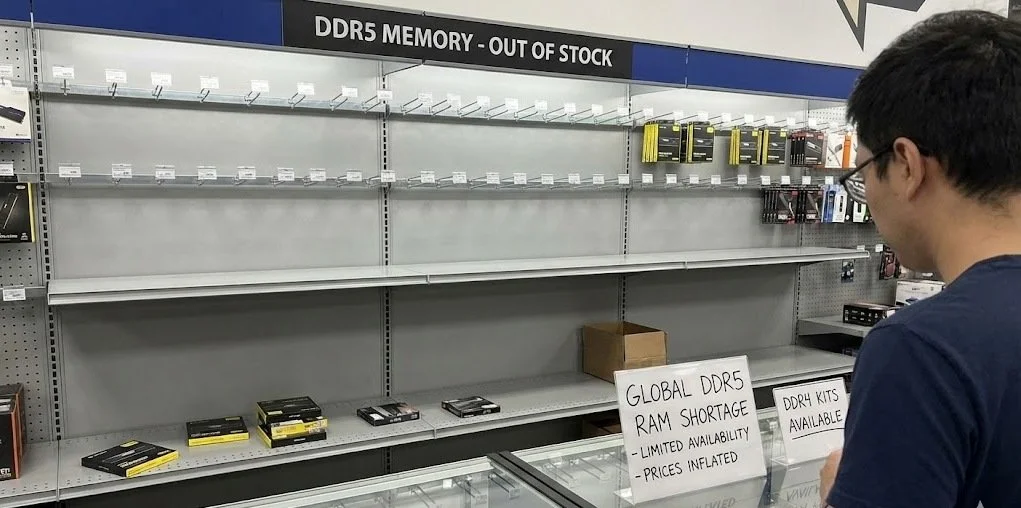 DDR5 MEMORY - OUT OF STOCK
GLOBAL DDR5
RAM SHORTAGE
-LIMITED AVAILABILITY
-PRICES INFLATED
DDR4 KITS
AVAILABLE